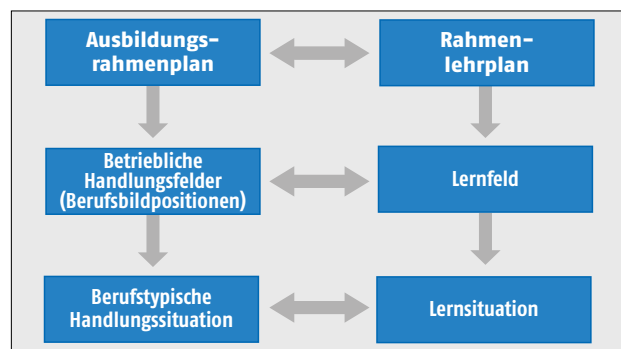 Ausbildungs-
rahmenplan
Rahmen-
lehrplan
Betriebliche
Handlungsfelder
(Berufsbildpositionen)
Lernfeld
Berufstypische
Handlungssituation
Lernsituation